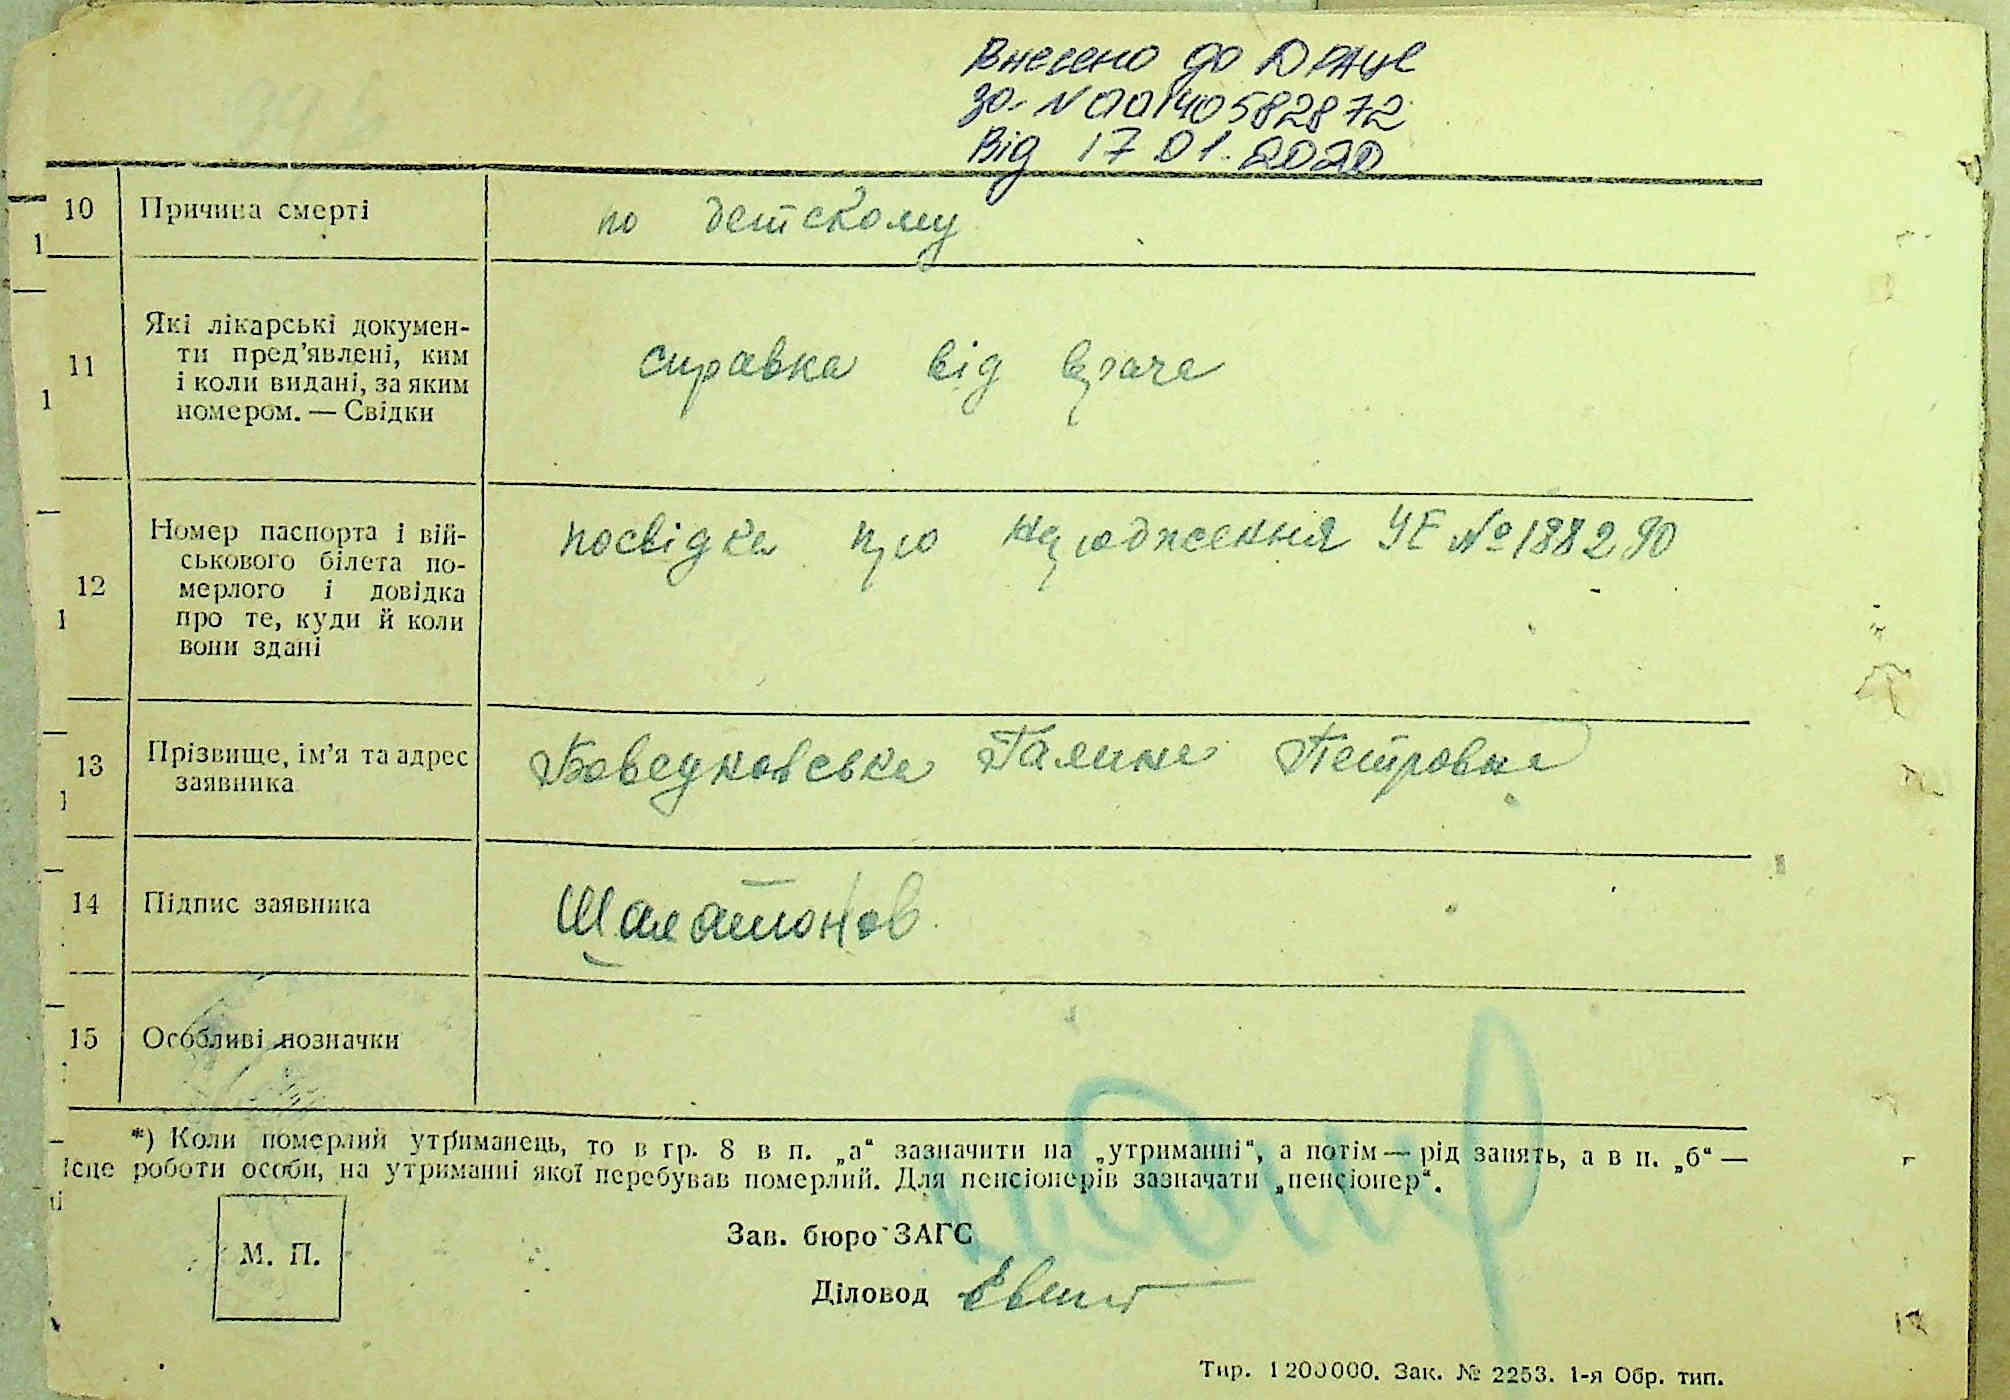 Внесено до ДРАЦС
за N 00140582872
Від 17 01. 2020
10 Причина смерті по детскому
11 Які лікарські докумен-
ти пред’явлені, ким
і коли видані, за яким
номером. — Свідки
справка від врача
12 Номер паспорта і вій-
ськового білета по-
мерлого і довідка
про те, куди й коли
вони здані
посвідка про народження УЕ № 188290
13 Прізвище, ім’я та адрес
заявника
Галина Петровна
14 Підпис заявника
15 Особливі позначки
*) Коли померлий утриманець, то в гр. 8 в п. „а“ зазначити на „утриманні“, а потім — рід занять, а в п. „б“ —
ісце роботи особи, на утриманні якої перебував померлий. Для пенсіонерів зазначати „пенсіонер“.
М. П.
Зав. бюро ЗАГС
Діловод
Тир. 1200000. Зак. № 2253. 1-я Обр. тип.